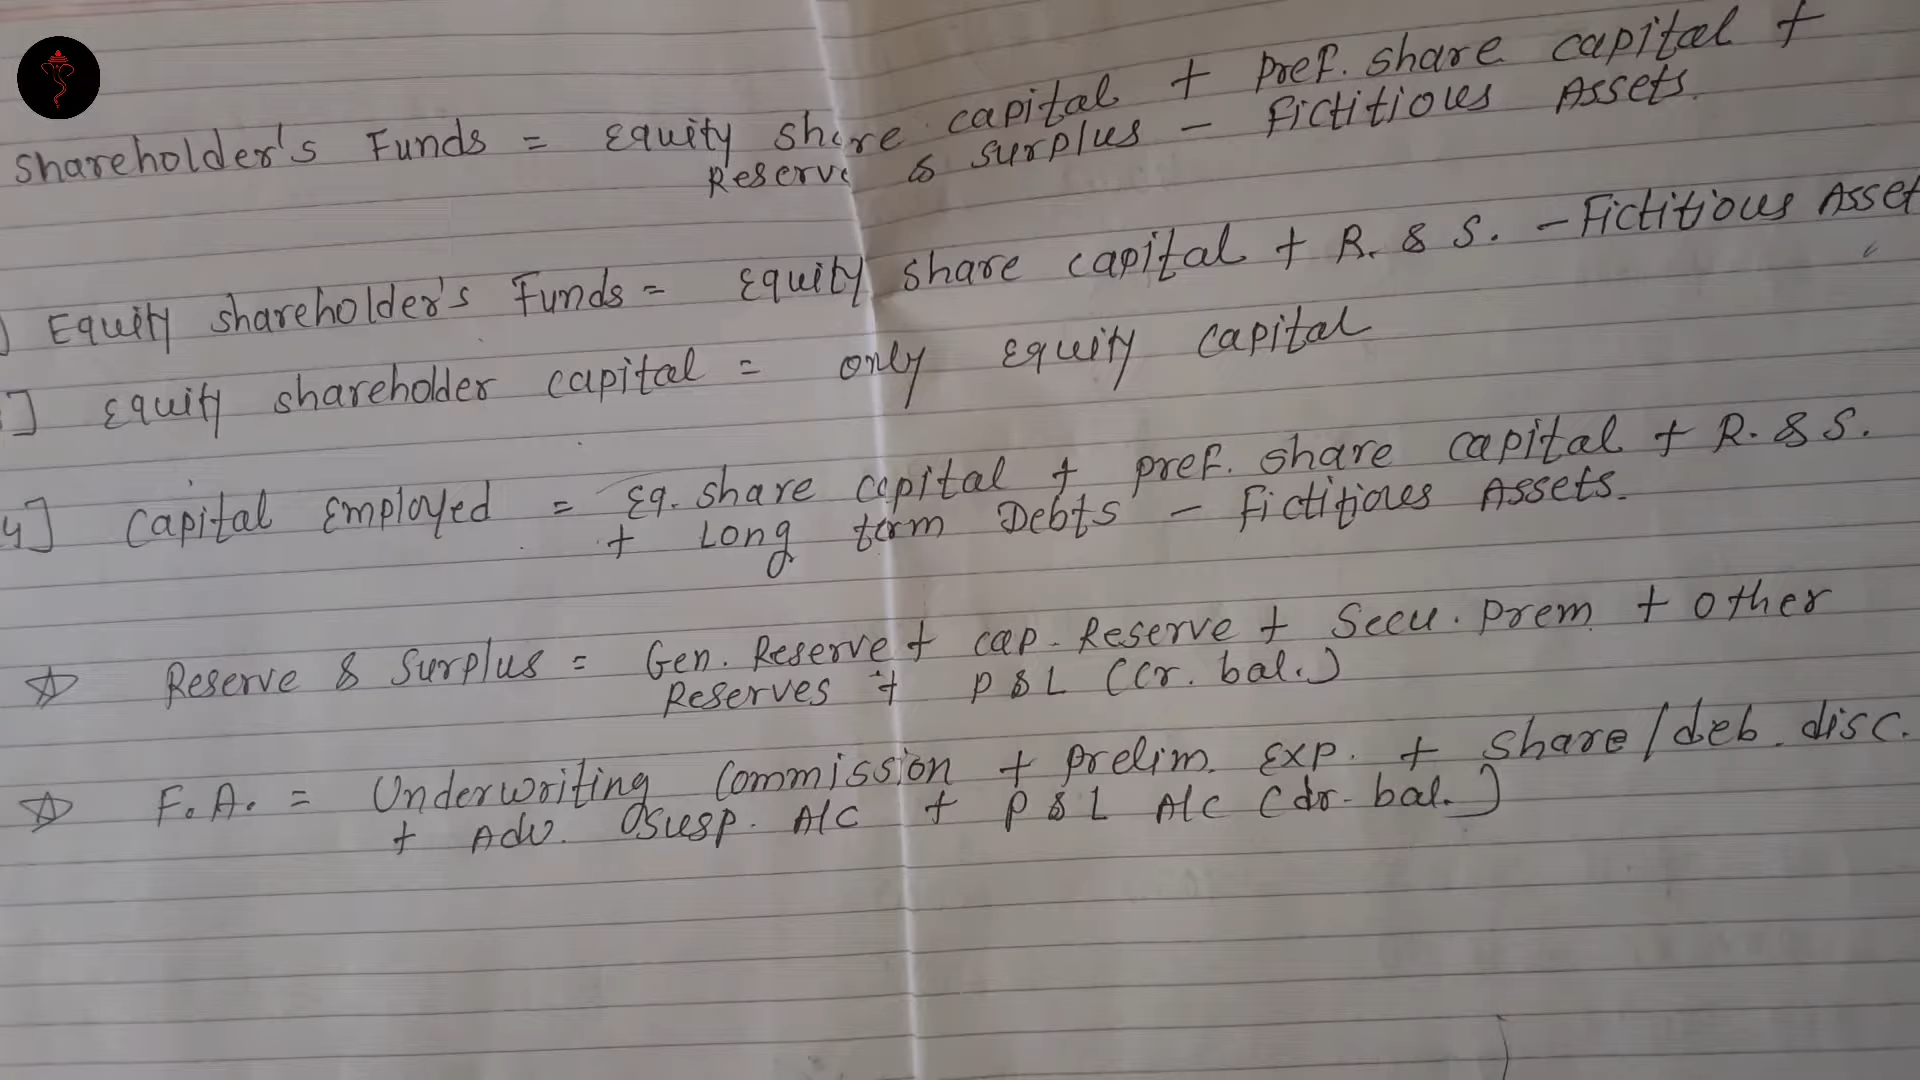 Shareholder's Funds = Equity share capital + Pref. share capital +
Reserve & surplus - Fictitious Assets.
] Equity shareholder's Funds = Equity share capital + R. & S. - Fictitious Asset
] Equity shareholder capital = only equity capital
4] Capital Employed = Eq. share capital + pref. share capital + R. & S.
+ Long term Debts - Fictitious Assets.
☆ Reserve & Surplus = Gen. Reserve + cap. Reserve + Secu. Prem. + other
Reserves + P & L (cr. bal.)
☆ F.A. = Underwriting Commission + Prelim. Exp. + share/deb. disc.
+ Adv. Susp. A/C + P & L A/C (dr. bal.)